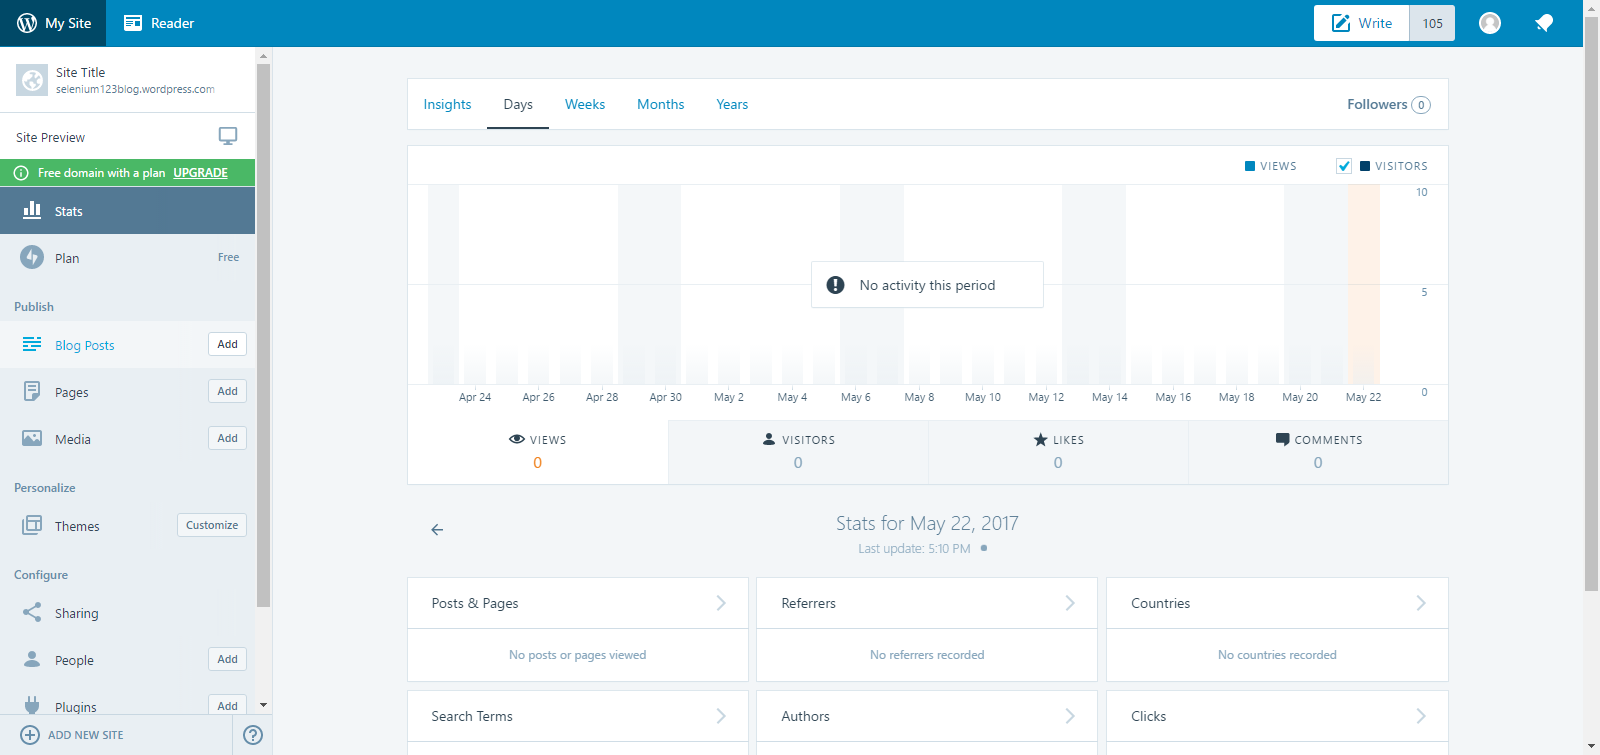 My Site
Reader
Write
105
Site Title
selenium123blog.wordpress.com
Site Preview
Free domain with a plan UPGRADE
Stats
Plan
Free
Publish
Blog Posts
Add
Pages
Add
Media
Add
Personalize
Themes
Customize
Configure
Sharing
People
Add
Plugins
Add
ADD NEW SITE
Insights
Days
Weeks
Months
Years
Followers 0
VIEWS
VISITORS
10
5
0
No activity this period
Apr 24
Apr 26
Apr 28
Apr 30
May 2
May 4
May 6
May 8
May 10
May 12
May 14
May 16
May 18
May 20
May 22
VIEWS
0
VISITORS
0
LIKES
0
COMMENTS
0
Stats for May 22, 2017
Last update: 5:10 PM
Posts & Pages
No posts or pages viewed
Referrers
No referrers recorded
Countries
No countries recorded
Search Terms
Authors
Clicks